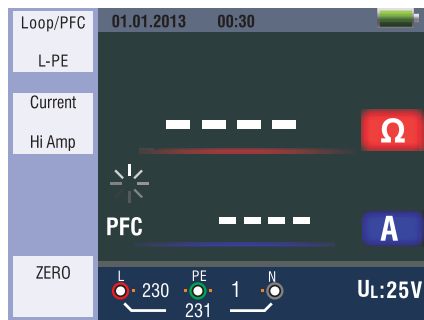 Loop/PFC
L-PE
Current
Hi Amp
ZERO
01.01.2013 00:30
– – – –
Ω
PFC – – – –
A
L PE N
230 1
231
UL:25V